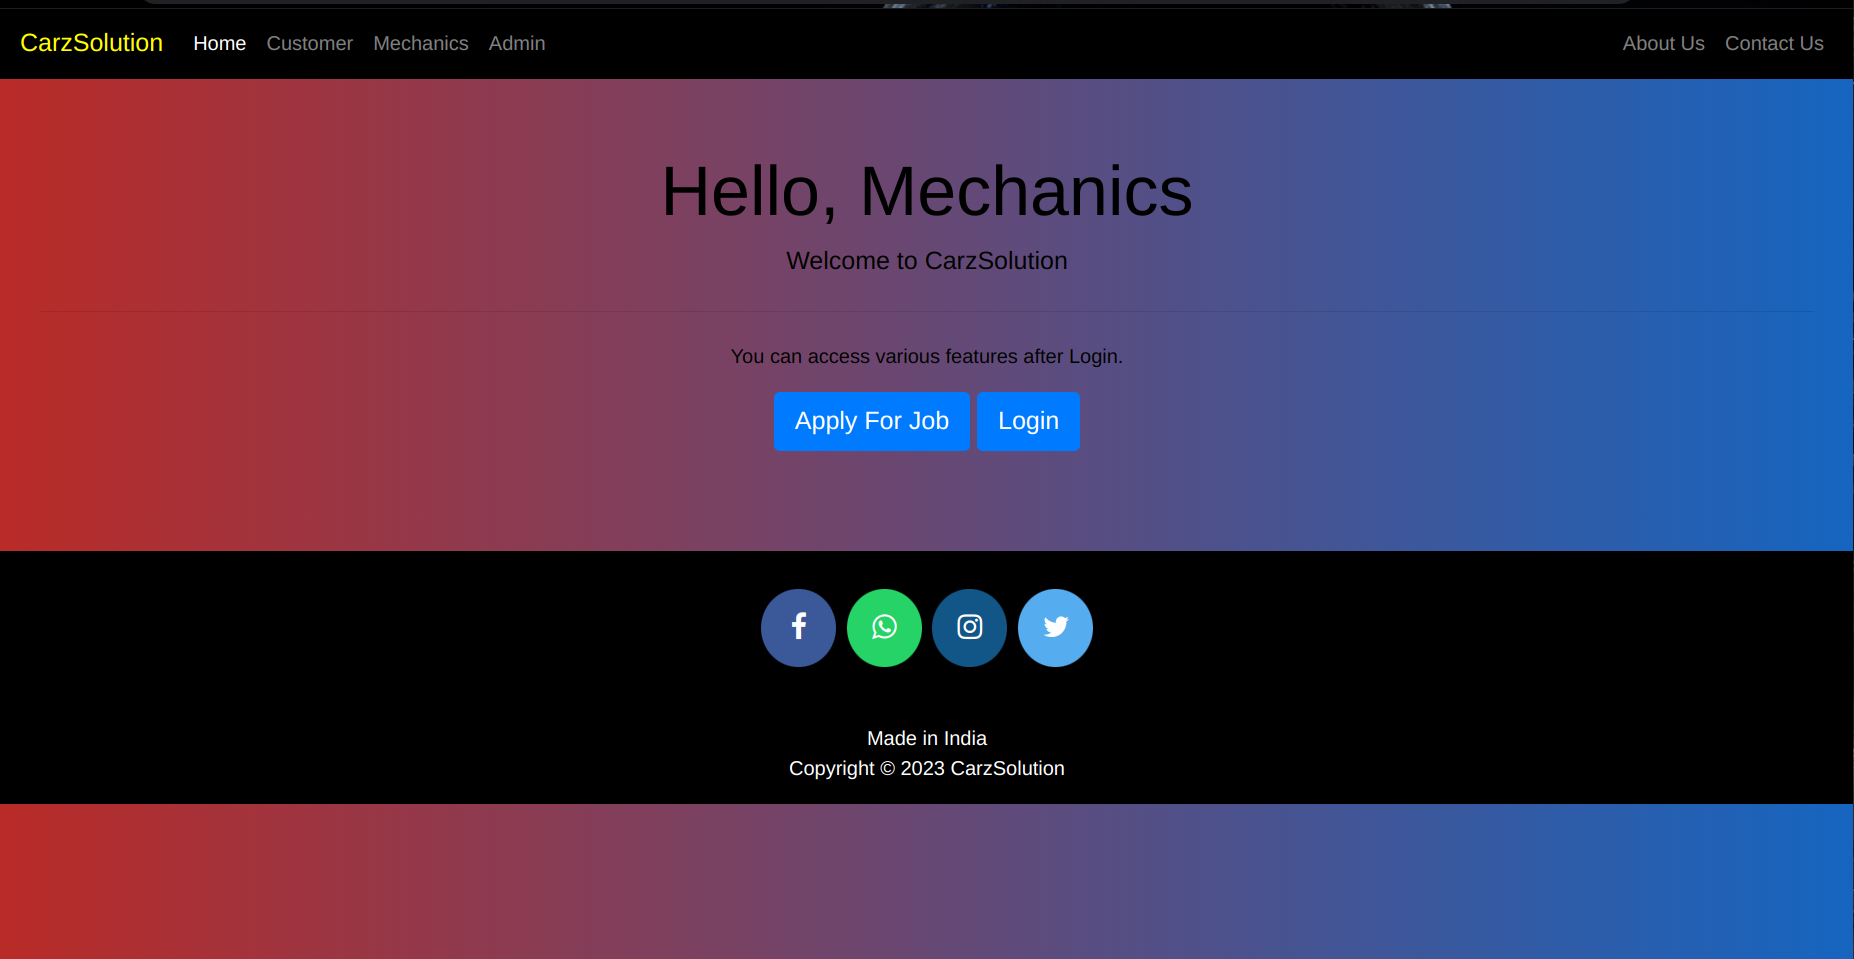 CarzSolution Home Customer Mechanics Admin About Us Contact Us
Hello, Mechanics
Welcome to CarzSolution
You can access various features after Login.
Apply For Job Login
Made in India
Copyright © 2023 CarzSolution